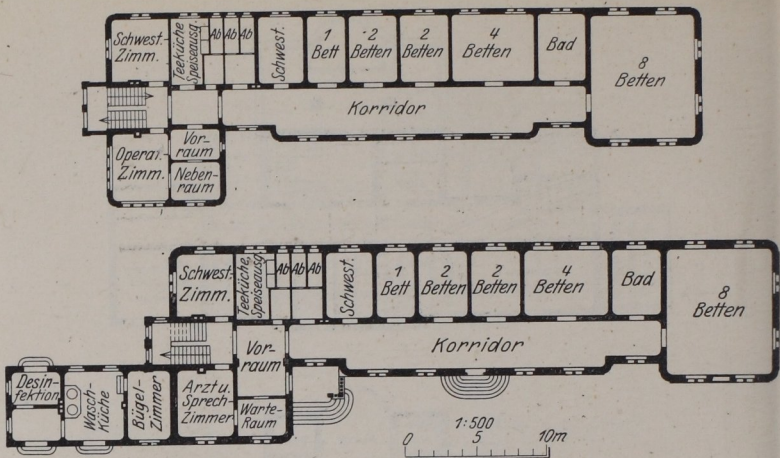 Schwest.
Zimm.
Teeküche
Speiseausg.
Ab Ab Ab
Schwest.
1
Bett
2
Betten
2
Betten
4
Betten
Bad
8
Betten
Korridor
Operat.
Zimm.
Vor-
raum
Neben-
raum
Schwest.
Zimm.
Teeküche,
Speiseausg.
Ab Ab Ab
Schwest.
1
Bett
2
Betten
2
Betten
4
Betten
Bad
8
Betten
Vor-
raum
Korridor
Desin-
fektion
Wasch-
Küche
Bügel-
Zimmer
Arzt u.
Sprech-
Zimmer
Warte-
Raum
1:500
0 5 10m